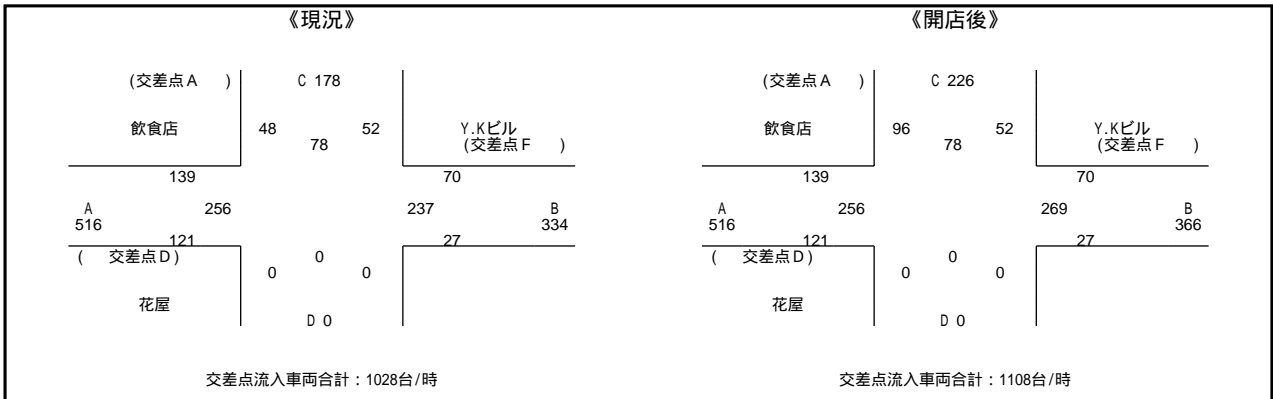 《現況》
(交差点A　)
C 178
飲食店
48
52
78
Y.Kビル
(交差点F　)
139
70
A
256
237
B
516
334
121
27
(　交差点D)
0
0
0
花屋
D 0
交差点流入車両合計：1028台/時
《開店後》
(交差点A　)
C 226
飲食店
96
52
78
Y.Kビル
(交差点F　)
139
70
A
256
269
B
516
366
121
27
(　交差点D)
0
0
0
花屋
D 0
交差点流入車両合計：1108台/時